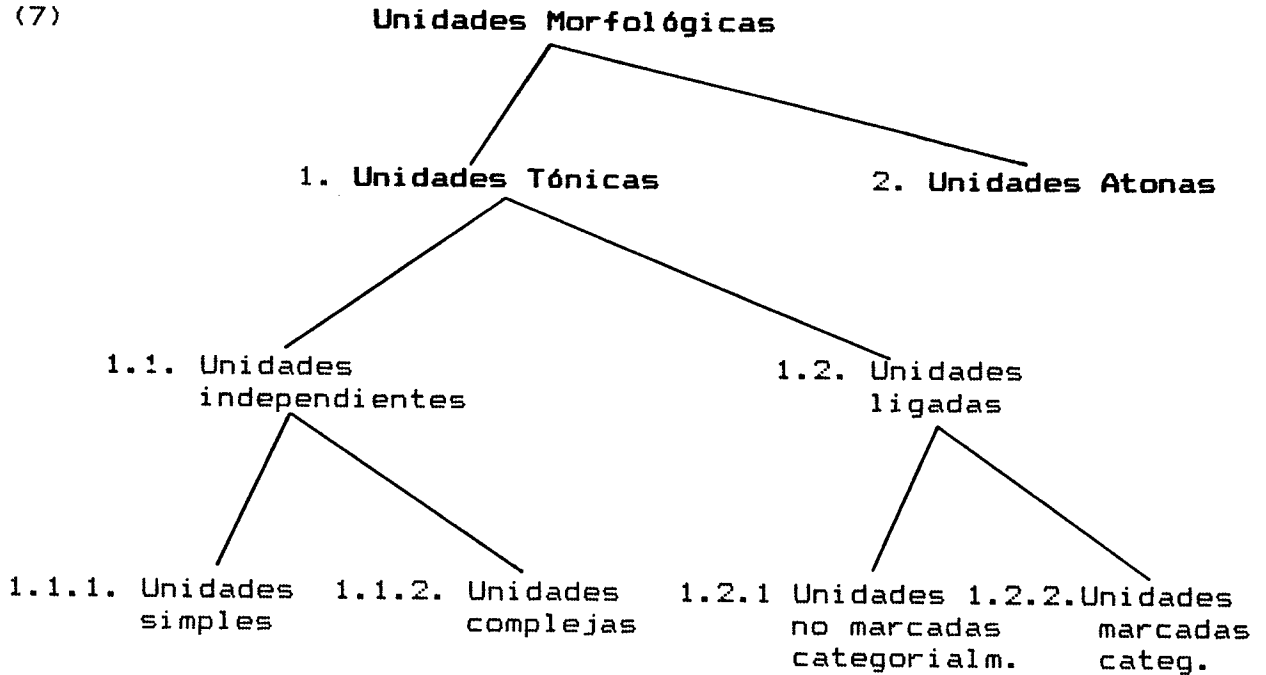 (7)
Unidades Morfológicas
1. Unidades Tónicas
2. Unidades Atonas
1.1. Unidades
independientes
1.2. Unidades
ligadas
1.1.1. Unidades
simples
1.1.2. Unidades
complejas
1.2.1 Unidades
no marcadas
categorialm.
1.2.2.Unidades
marcadas
categ.